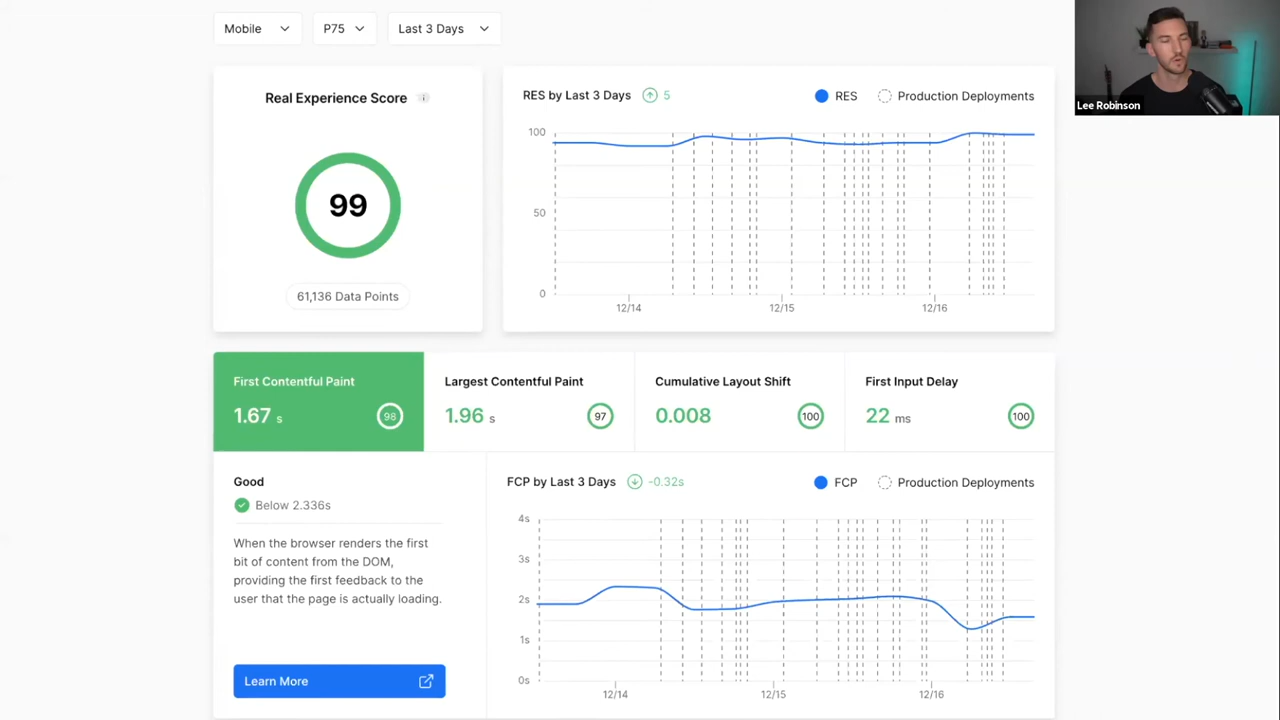 Mobile
P75
Last 3 Days
Lee Robinson
Real Experience Score
99
61,136 Data Points
RES by Last 3 Days
5
RES
Production Deployments
100
50
0
12/14
12/15
12/16
First Contentful Paint
1.67 s
98
Largest Contentful Paint
1.96 s
97
Cumulative Layout Shift
0.008
100
First Input Delay
22 ms
100
Good
Below 2.336s
When the browser renders the first
bit of content from the DOM,
providing the first feedback to the
user that the page is actually loading.
Learn More
FCP by Last 3 Days
-0.32s
FCP
Production Deployments
4s
3s
2s
1s
0s
12/14
12/15
12/16